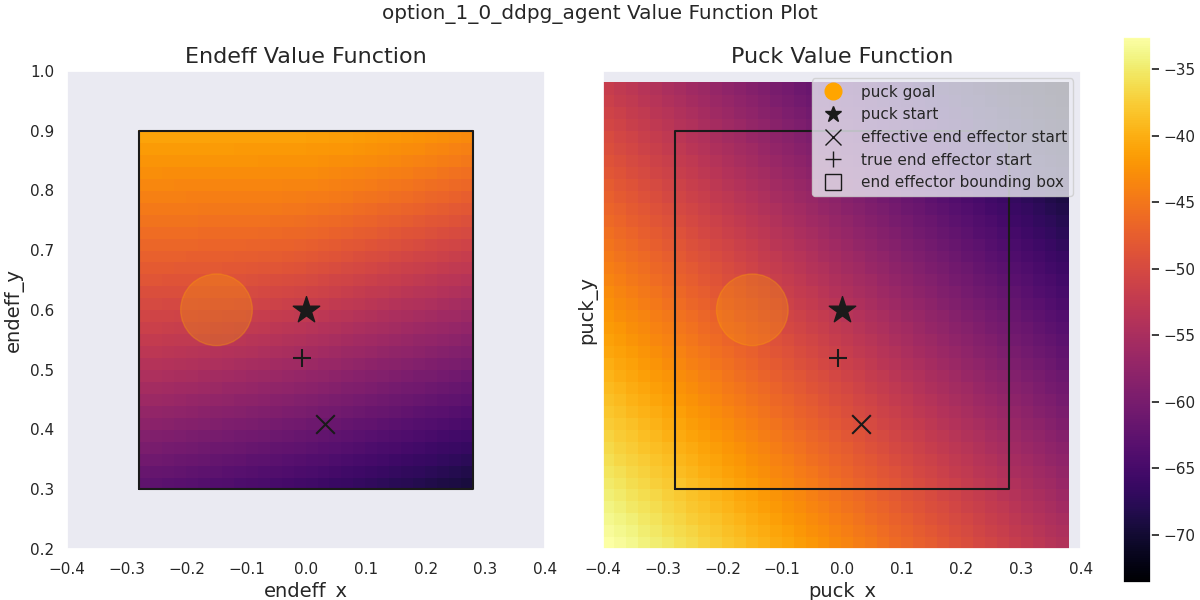 option_1_0_ddpg_agent Value Function Plot
Endeff Value Function
Puck Value Function
1.0
0.9
0.8
0.7
0.6
0.5
0.4
0.3
0.2
endeff_y
−0.4
−0.3
−0.2
−0.1
0.0
0.1
0.2
0.3
0.4
endeff_x
puck_y
puck goal
puck start
effective end effector start
true end effector start
end effector bounding box
−0.4
−0.3
−0.2
−0.1
0.0
0.1
0.2
0.3
0.4
puck_x
−35
−40
−45
−50
−55
−60
−65
−70